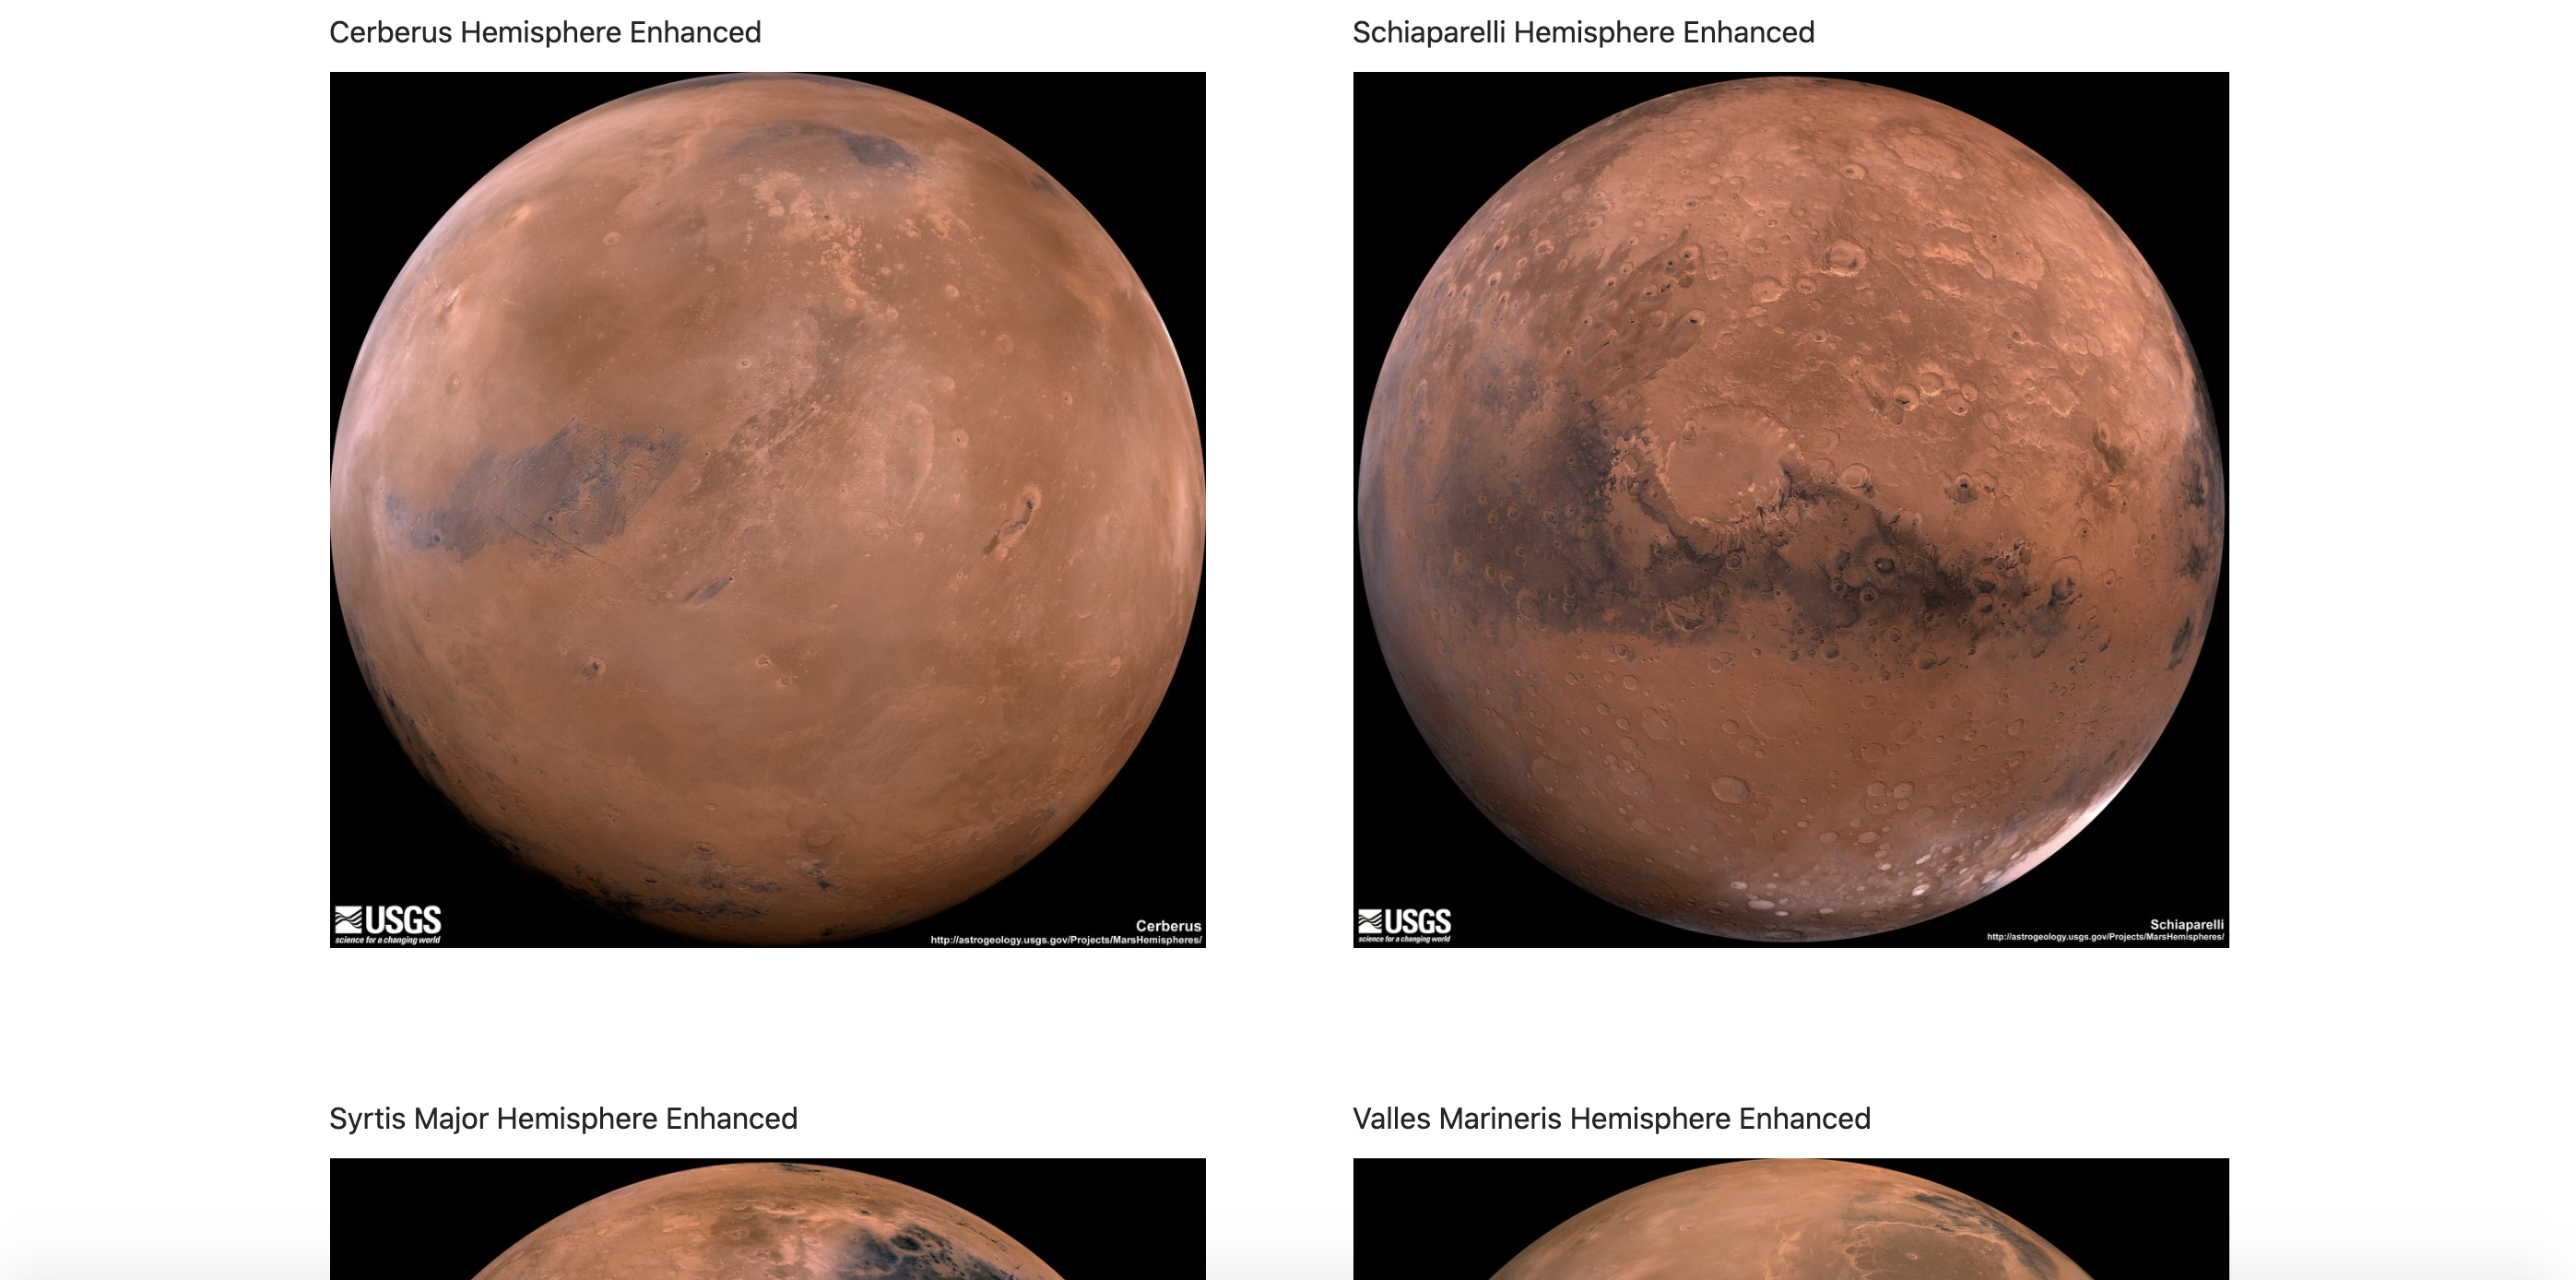 Cerberus Hemisphere Enhanced
Schiaparelli Hemisphere Enhanced
USGS
science for a changing world
Cerberus
http://astrogeology.usgs.gov/Projects/MarsHemispheres/
USGS
science for a changing world
Schiaparelli
http://astrogeology.usgs.gov/Projects/MarsHemispheres/
Syrtis Major Hemisphere Enhanced
Valles Marineris Hemisphere Enhanced